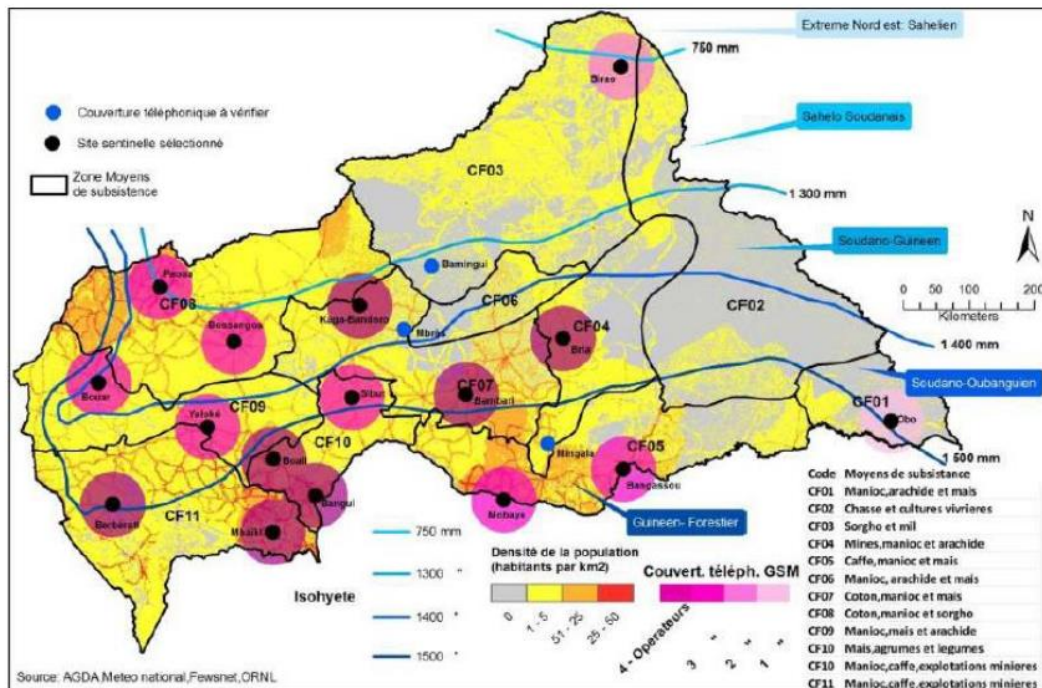 Extreme Nord est: Sahelien
750 mm
Birao
Couverture téléphonique à vérifier
Site sentinelle sélectionné
Zone Moyens
de subsistence
Sahelo Soudanais
CF03
1 300 mm
N
Soudano-Guineen
Bamingui
Paoua
CF08
CF06
CF02
0 100 200
Kilometers
Kaga-Bandoro
Mbrès
CF04
Bria
Bossangoa
1 400 mm
Soudano-Oubanguien
Bouar
CF07
Bambari
Sibut
CF09
Yaloké
CF01
Obo
CF10
Mingala
CF05
Bangassou
1 500 mm
Boali
Bangui
Mobaye
Berbérati
CF11
Mbaïki
Guineen- Forestier
Code Moyens de subsistance
CF01 Manioc,arachide et mais
CF02 Chasse et cultures vivrieres
CF03 Sorgho et mil
CF04 Mines,manioc et arachide
CF05 Caffe,manioc et mais
CF06 Manioc, arachide et mais
CF07 Coton,manioc et mais
CF08 Coton,manioc et sorgho
CF09 Manioc,mais et arachide
CF10 Mais,agrumes et legumes
CF10 Manioc,caffe,explotations minieres
CF11 Manioc,caffe,explotations minieres
Isohyete
750 mm
1300 "
1400 "
1500 "
Densité de la population
(habitants par km2)
0
1 - 5
51 - 25
25 - 50
Couvert. téléph. GSM
4 - Operateurs
3 "
2 "
1 "
Source: AGDA,Meteo national,Fewsnet,ORNL